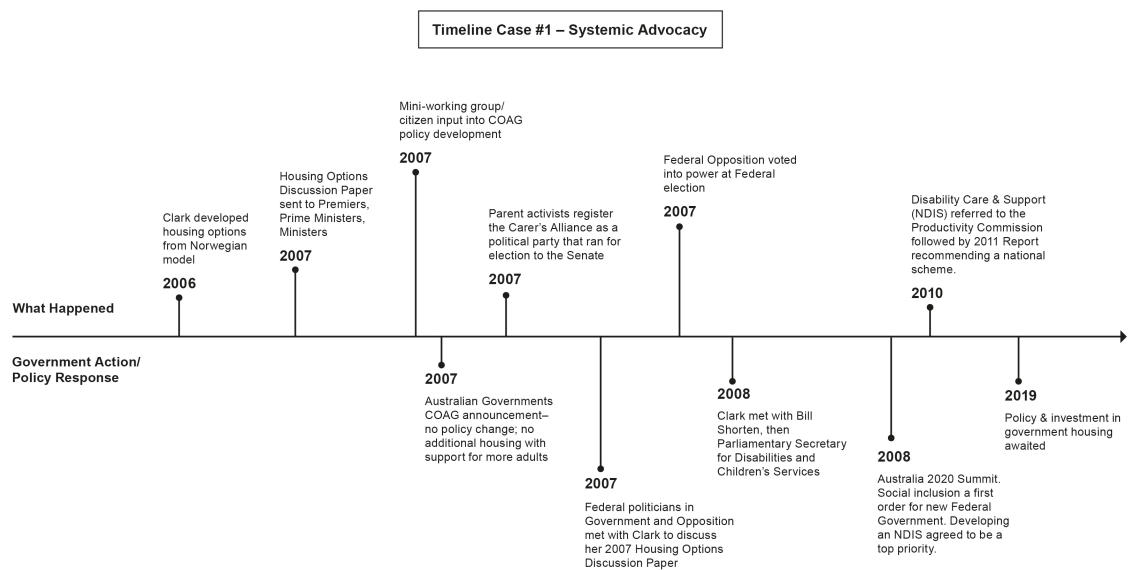 Timeline Case #1 – Systemic Advocacy
Mini-working group/
citizen input into COAG
policy development
2007
Federal Opposition voted
into power at Federal
election
2007
Housing Options
Discussion Paper
sent to Premiers,
Prime Ministers,
Ministers
2007
Disability Care & Support
(NDIS) referred to the
Productivity Commission
followed by 2011 Report
recommending a national
scheme.
2010
Clark developed
housing options
from Norwegian
model
2006
Parent activists register
the Carer’s Alliance as a
political party that ran for
election to the Senate
2007
What Happened
Government Action/
Policy Response
2007
Australian Governments
COAG announcement–
no policy change; no
additional housing with
support for more adults
2007
Federal politicians in
Government and Opposition
met with Clark to discuss
her 2007 Housing Options
Discussion Paper
2008
Clark met with Bill
Shorten, then
Parliamentary Secretary
for Disabilities and
Children’s Services
2008
Australia 2020 Summit.
Social inclusion a first
order for new Federal
Government. Developing
an NDIS agreed to be a
top priority.
2019
Policy & investment in
government housing
awaited